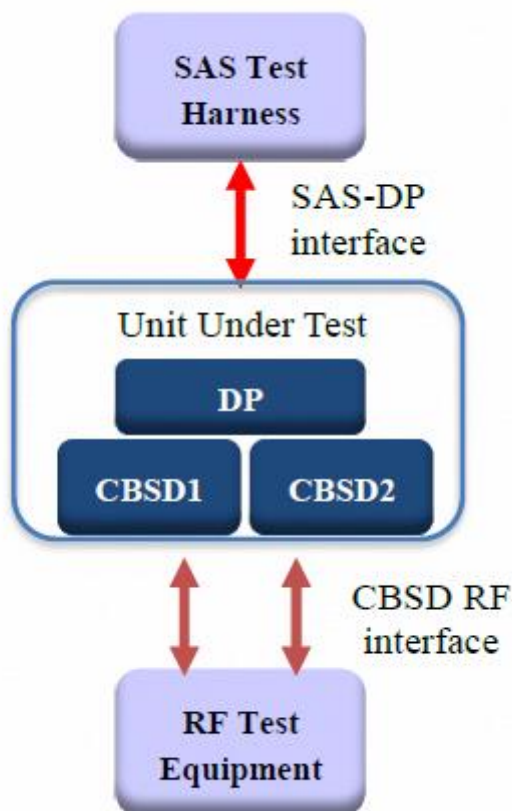 SAS Test
Harness
SAS-DP
interface
Unit Under Test
DP
CBSD1
CBSD2
CBSD RF
interface
RF Test
Equipment